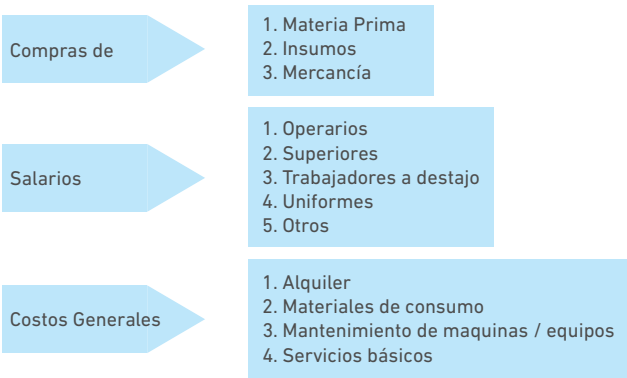 Compras de
1. Materia Prima
2. Insumos
3. Mercancía
Salarios
1. Operarios
2. Superiores
3. Trabajadores a destajo
4. Uniformes
5. Otros
Costos Generales
1. Alquiler
2. Materiales de consumo
3. Mantenimiento de maquinas / equipos
4. Servicios básicos